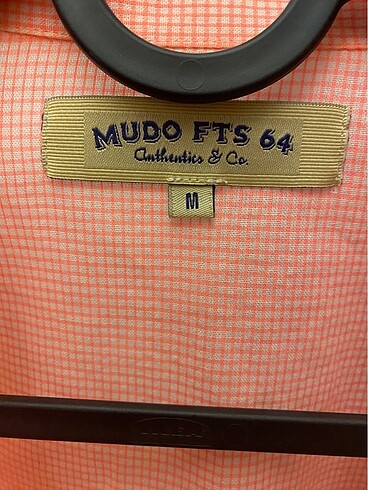 MUDO FTS 64
Authentics & Co.
M